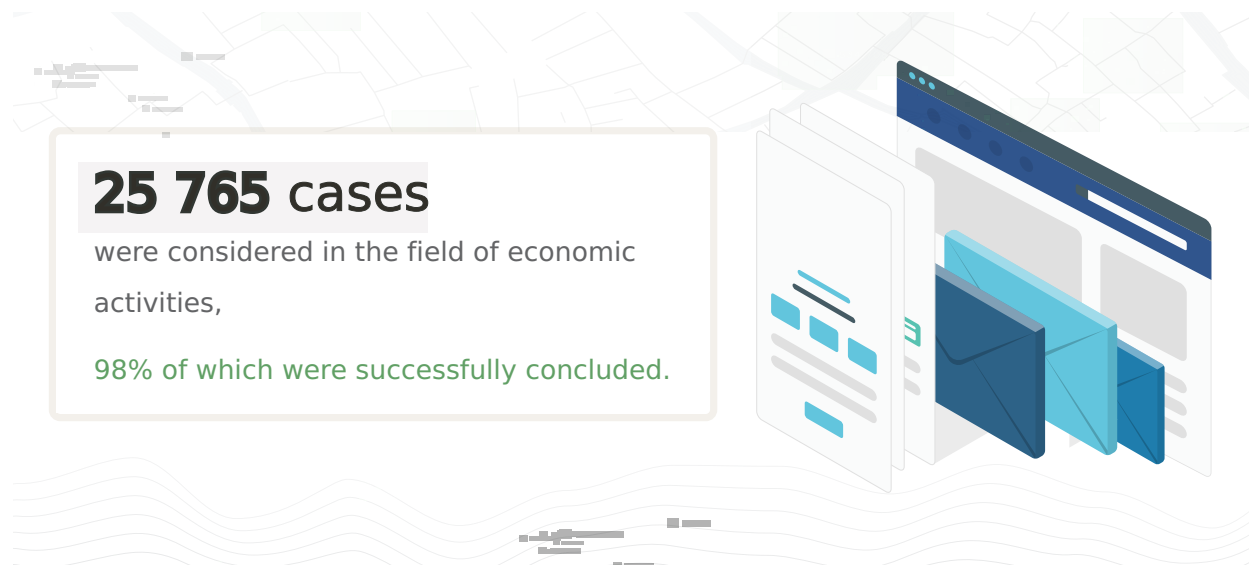 25 765 cases
were considered in the field of economic
activities,
98% of which were successfully concluded.